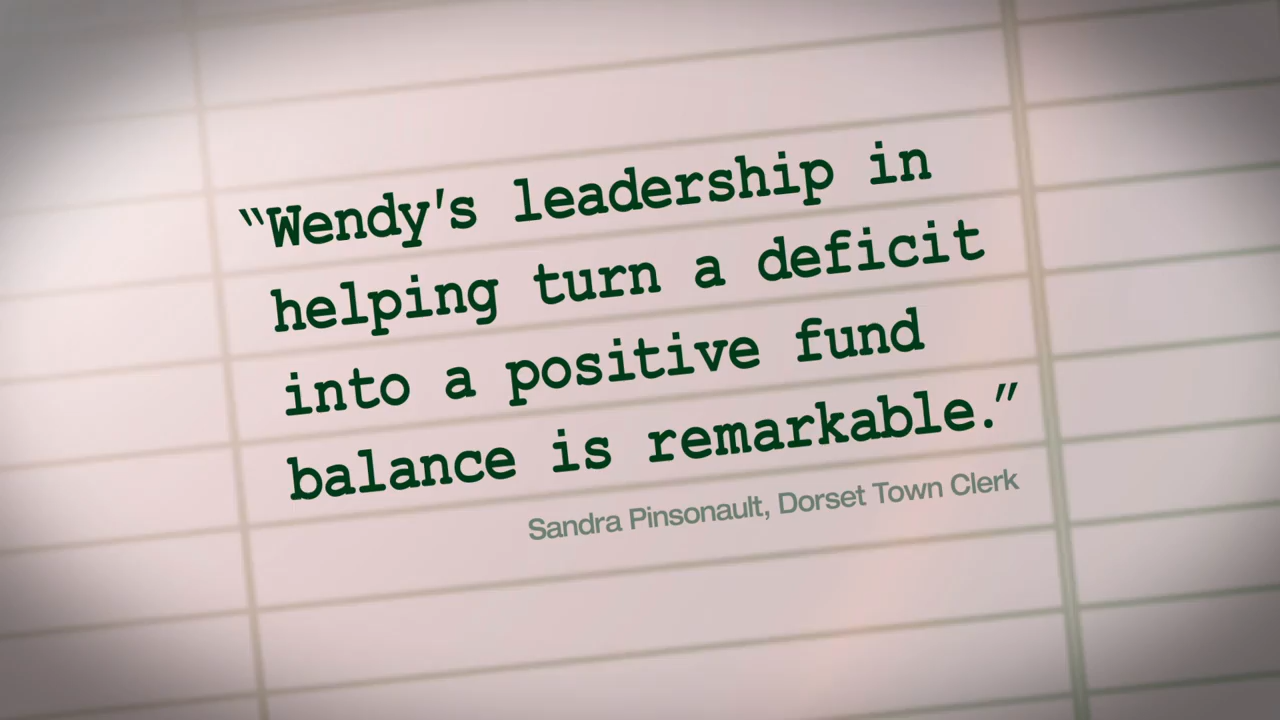 “Wendy's leadership in
helping turn a deficit
into a positive fund
balance is remarkable.”
Sandra Pinsonault, Dorset Town Clerk